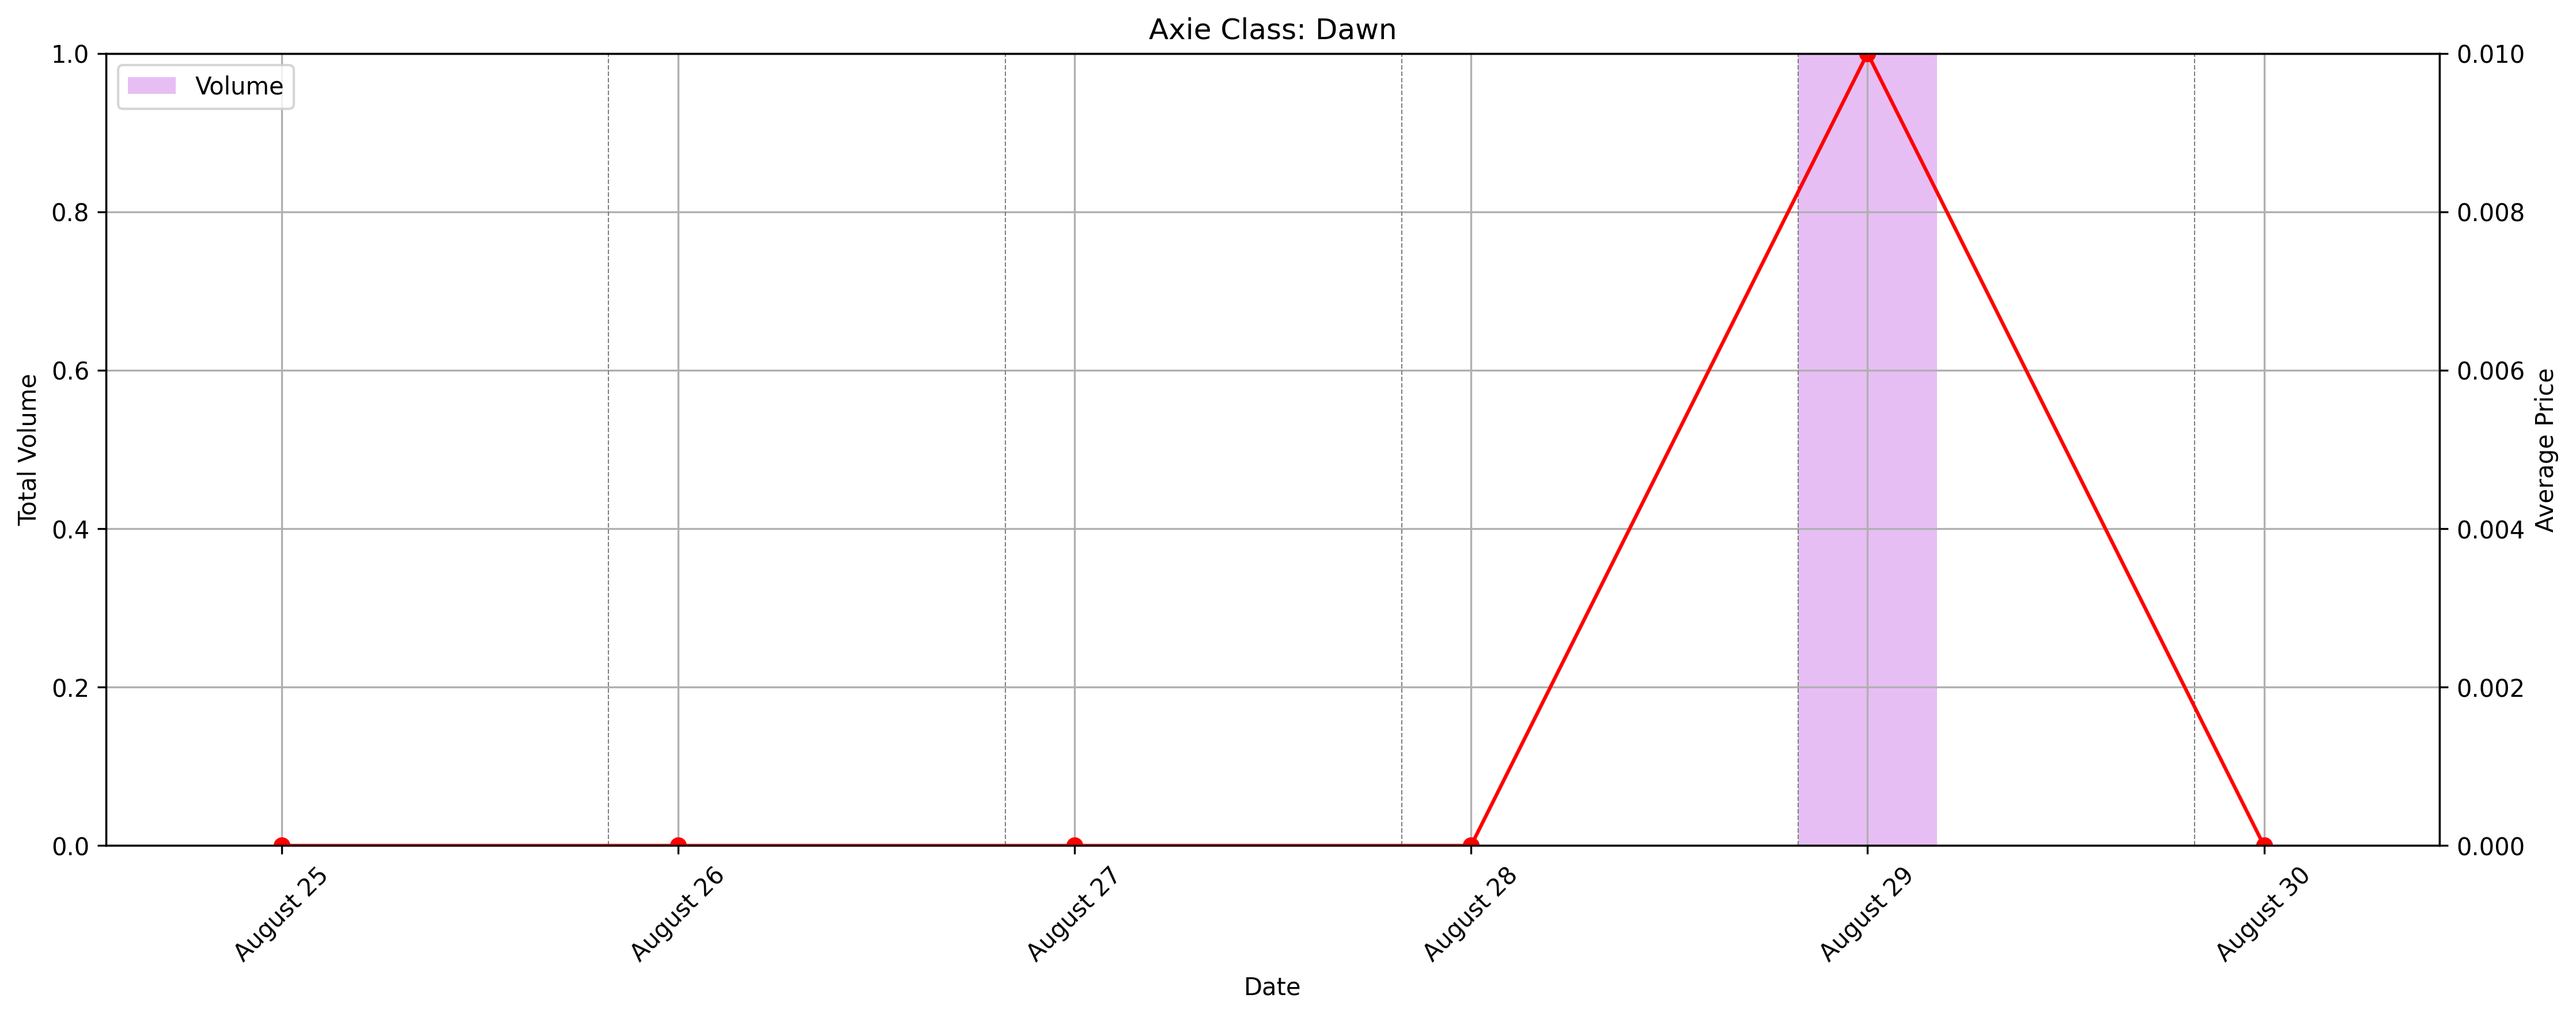 Axie Class: Dawn
Volume
1.0
0.8
0.6
0.4
0.2
0.0
Total Volume
0.010
0.008
0.006
0.004
0.002
0.000
Average Price
August 25
August 26
August 27
August 28
August 29
August 30
Date